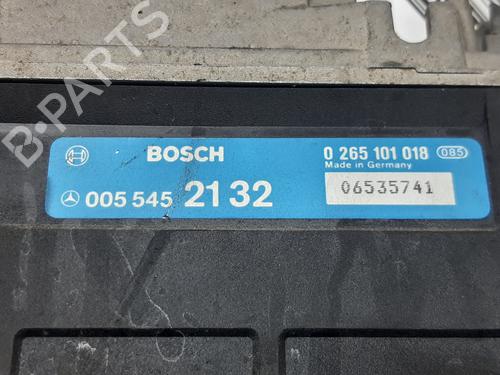 BOSCH 0 265 101 018 085
Made in Germany
005 545 21 32 06535741
B-PARTS